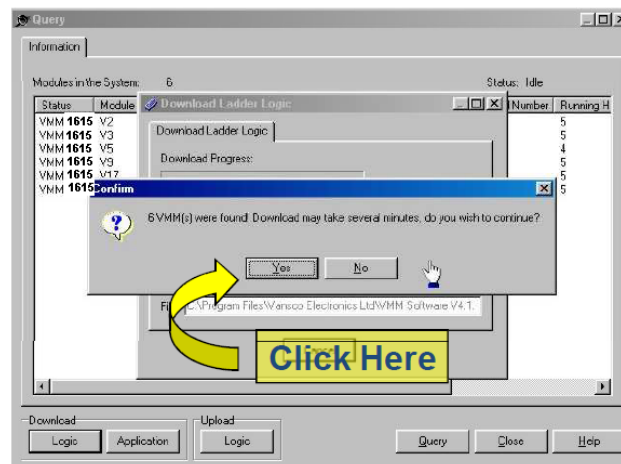 Query
Information
Modules in the System: 6 Status: Idle
Status Module Number Running H
Download Ladder Logic
VMM 1615 V2 5
VMM 1615 V3 5
VMM 1615 V5 4
VMM 1615 V9 5
VMM 1615 V17 5
VMM 1615 5
Download Ladder Logic
Download Progress:
Confirm
6 VMM(s) were found! Download may take several minutes, do you wish to continue?
Yes No
C:\Program Files\Vansco Electronics Ltd\VMM Software V4.1.
Click Here
Download Upload
Logic Application Logic Query Close Help